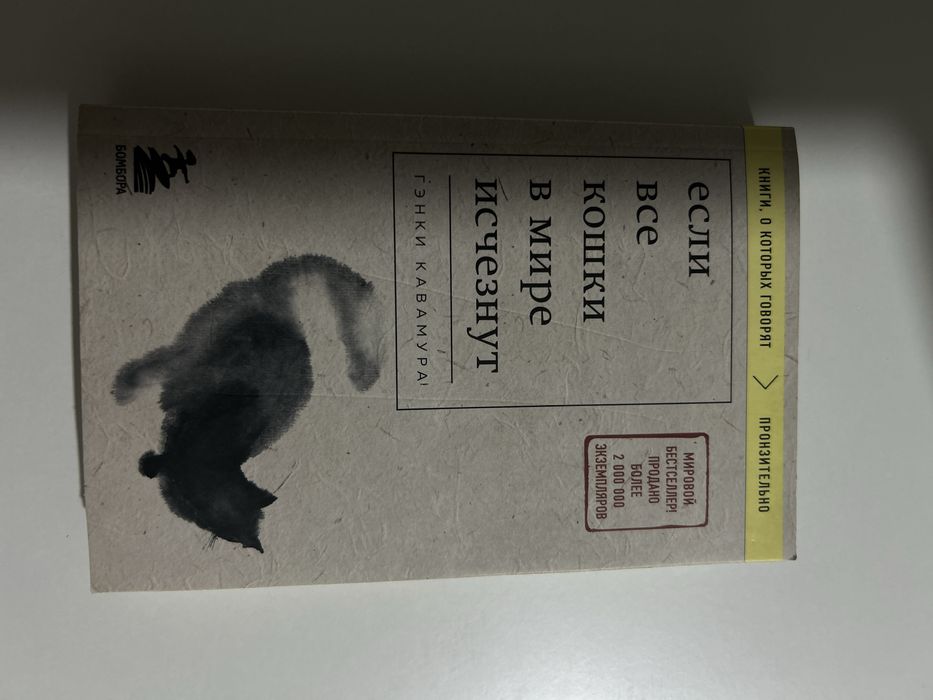 КНИГИ, О КОТОРЫХ ГОВОРЯТ > ПРОНЗИТЕЛЬНО
если
все
кошки
в мире
исчезнут
ГЭНКИ КАВАМУРА
МИРОВОЙ
БЕСТСЕЛЛЕР!
ПРОДАНО
БОЛЕЕ
2 000 000
ЭКЗЕМПЛЯРОВ
БОМБОРА